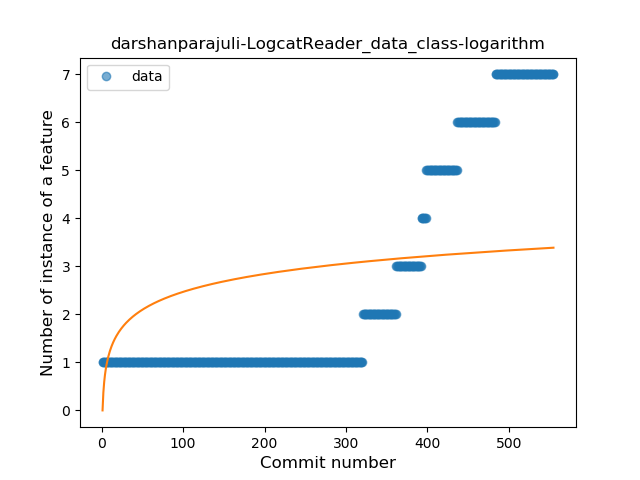 darshanparajuli-LogcatReader_data_class-logarithm
data
Number of instance of a feature
7
6
5
4
3
2
1
0
0 100 200 300 400 500
Commit number